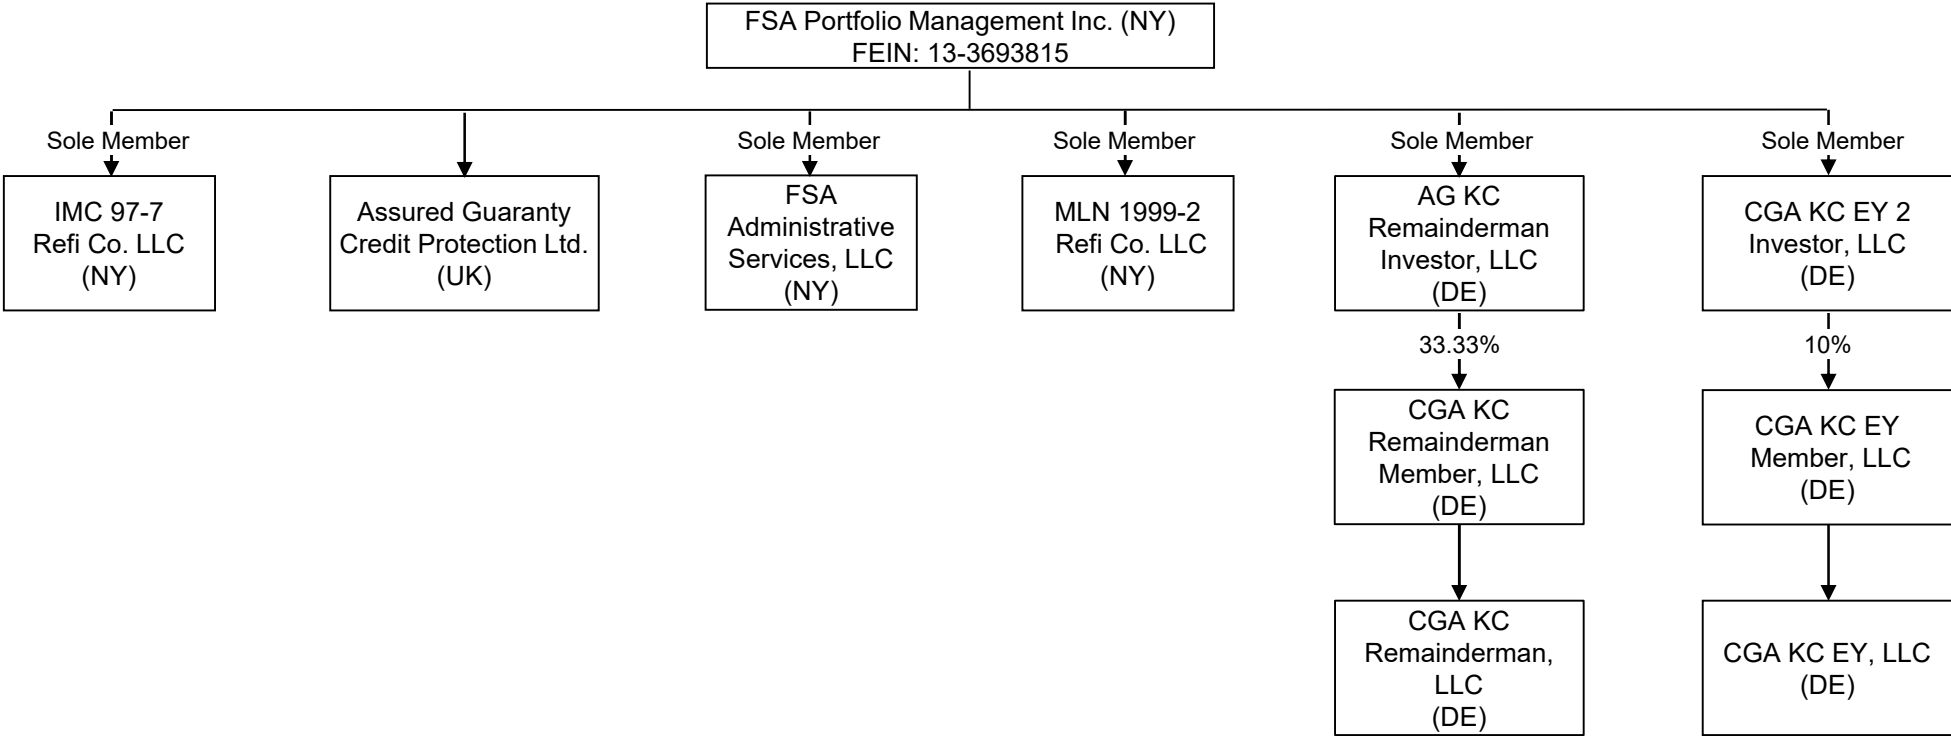 FSA Portfolio Management Inc. (NY)
FEIN: 13-3693815
Sole Member
Sole Member
Sole Member
Sole Member
Sole Member
IMC 97-7
Refi Co. LLC
(NY)
Assured Guaranty
Credit Protection Ltd.
(UK)
FSA
Administrative
Services, LLC
(NY)
MLN 1999-2
Refi Co. LLC
(NY)
AG KC
Remainderman
Investor, LLC
(DE)
CGA KC EY 2
Investor, LLC
(DE)
33.33%
10%
CGA KC
Remainderman
Member, LLC
(DE)
CGA KC EY
Member, LLC
(DE)
CGA KC
Remainderman,
LLC
(DE)
CGA KC EY, LLC
(DE)